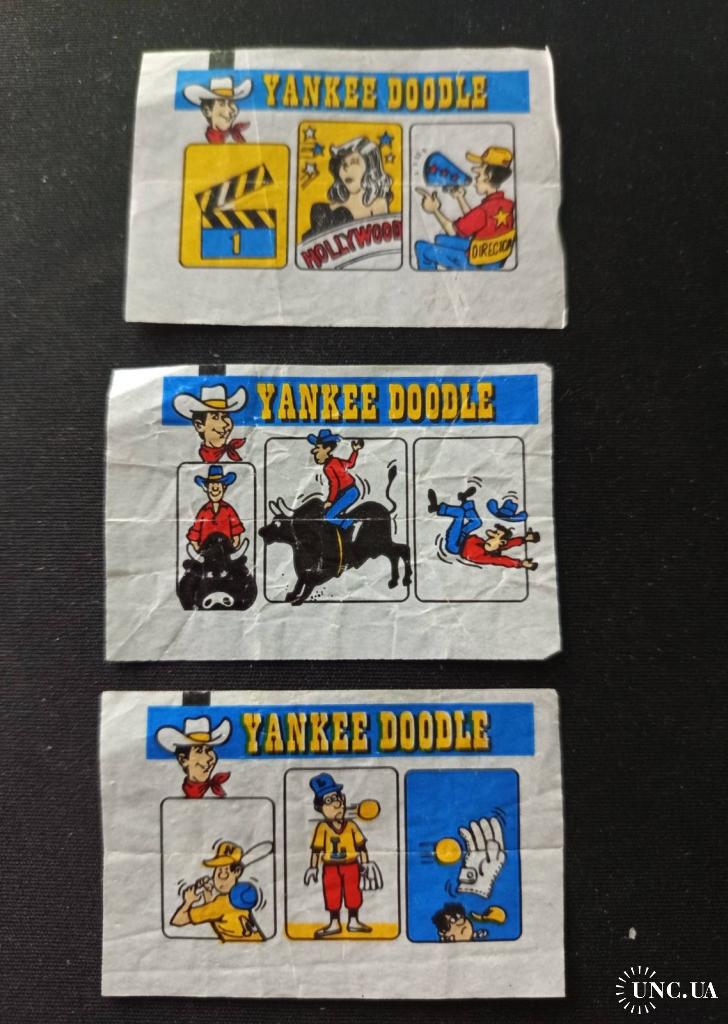 YANKEE DOODLE
1
HOLLYWOOD
DIRECTOR
YANKEE DOODLE
YANKEE DOODLE
N
L
L
N
UNC.UA